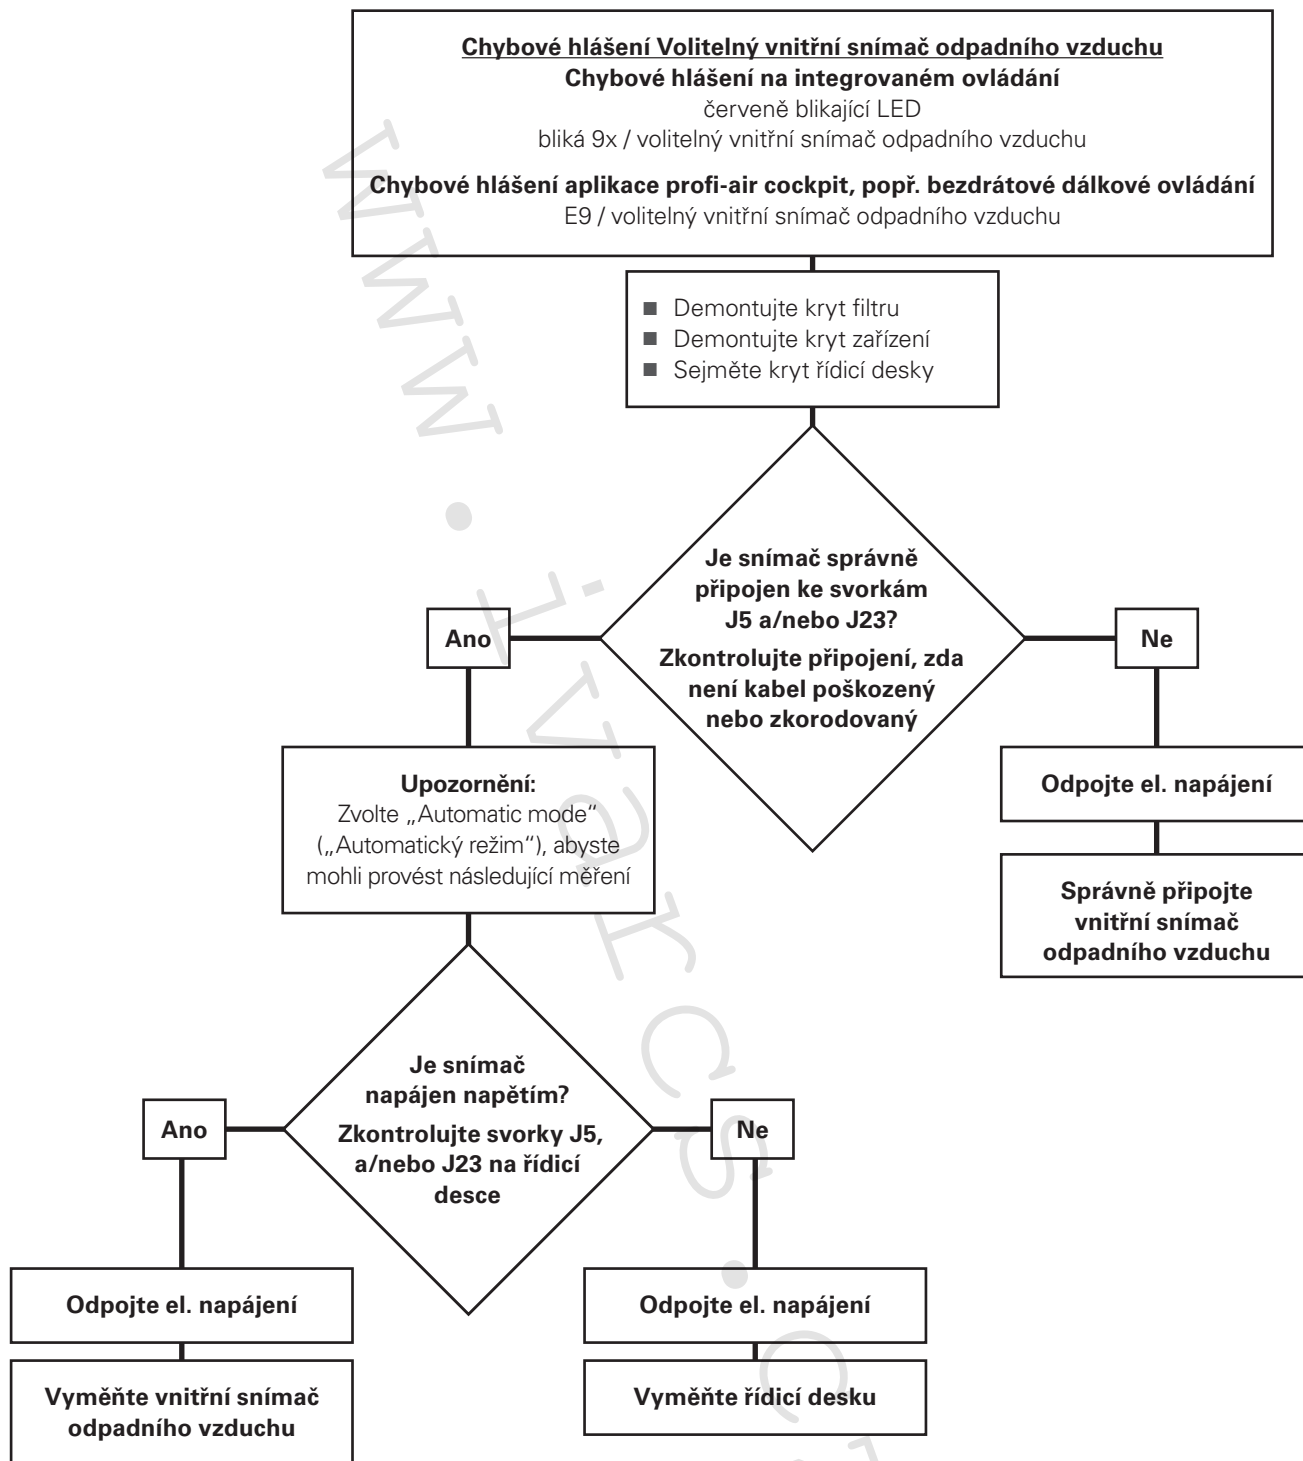 Chybové hlášení Volitelný vnitřní snímač odpadního vzduchu
Chybové hlášení na integrovaném ovládání
červeně blikající LED
bliká 9x / volitelný vnitřní snímač odpadního vzduchu
Chybové hlášení aplikace profi-air cockpit, popř. bezdrátové dálkové ovládání
E9 / volitelný vnitřní snímač odpadního vzduchu
■ Demontujte kryt filtru
■ Demontujte kryt zařízení
■ Sejměte kryt řídicí desky
Je snímač správně
připojen ke svorkám
J5 a/nebo J23?
Zkontrolujte připojení, zda
není kabel poškozený
nebo zkorodovaný
Ano
Ne
Upozornění:
Zvolte „Automatic mode“
(„Automatický režim“), abyste
mohli provést následující měření
Odpojte el. napájení
Správně připojte
vnitřní snímač
odpadního vzduchu
Je snímač
napájen napětím?
Zkontrolujte svorky J5,
a/nebo J23 na řídicí
desce
Ano
Ne
Odpojte el. napájení
Vyměňte vnitřní snímač
odpadního vzduchu
Odpojte el. napájení
Vyměňte řídicí desku
www.ivarcs.c